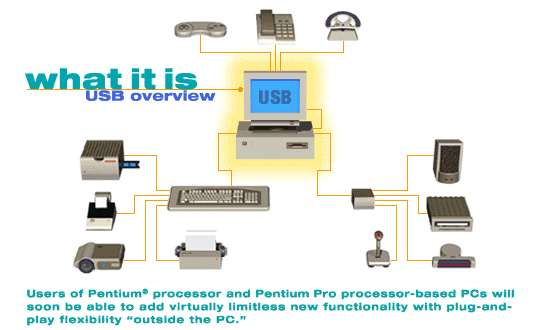 what it is
USB overview
USB
Users of Pentium® processor and Pentium Pro processor-based PCs will
soon be able to add virtually limitless new functionality with plug-and-
play flexibility “outside the PC.”